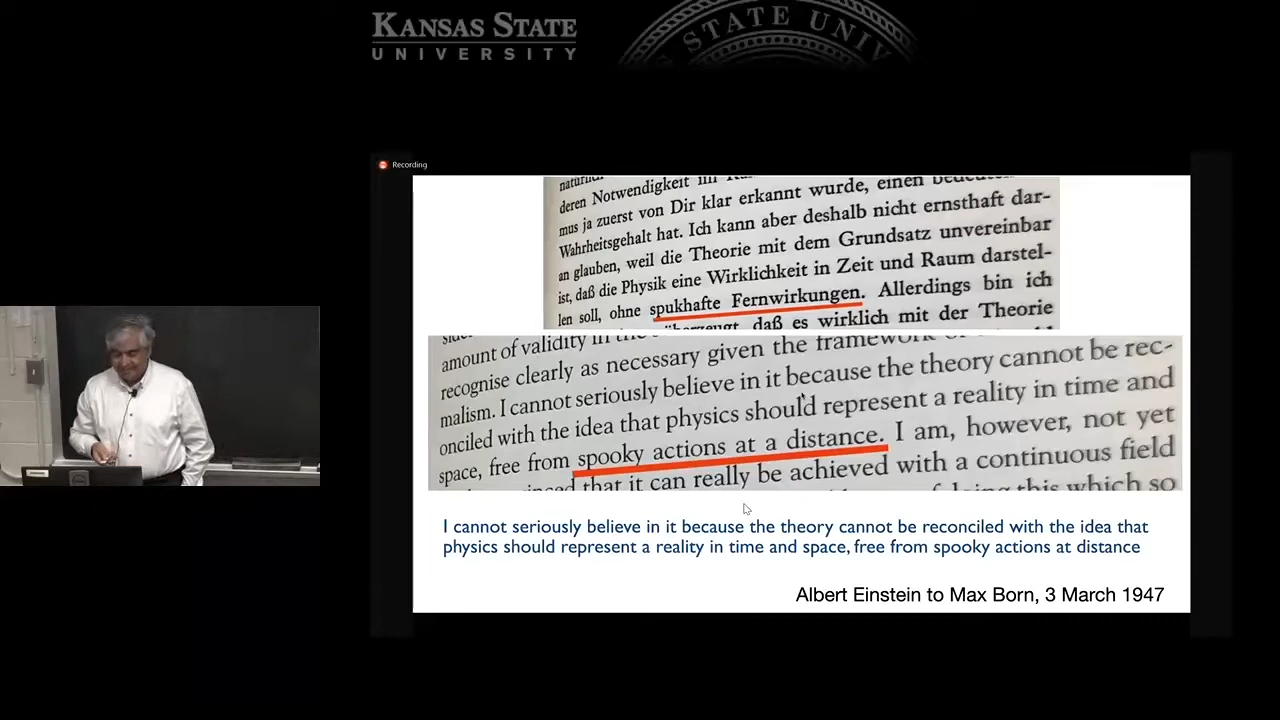 KANSAS STATE
UNIVERSITY
STATE UNIV
Recording
deren Notwendigkeit im
mus ja zuerst von Dir klar erkannt wurde, einen
Wahrheitsgehalt hat. Ich kann aber deshalb nicht ernsthaft dar-
an glauben, weil die Theorie mit dem Grundsatz unvereinbar
ist, daß die Physik eine Wirklichkeit in Zeit und Raum darstel-
len soll, ohne spukhafte Fernwirkungen. Allerdings bin ich
daß es wirklich mit der Theorie
amount of validity in
recognise clearly as necessary given the framework
malism. I cannot seriously believe in it because the theory cannot be rec-
onciled with the idea that physics should represent a reality in time and
space, free from spooky actions at a distance. I am, however, not yet
that it can really be achieved with a continuous field
this which so
I cannot seriously believe in it because the theory cannot be reconciled with the idea that
physics should represent a reality in time and space, free from spooky actions at distance
Albert Einstein to Max Born, 3 March 1947